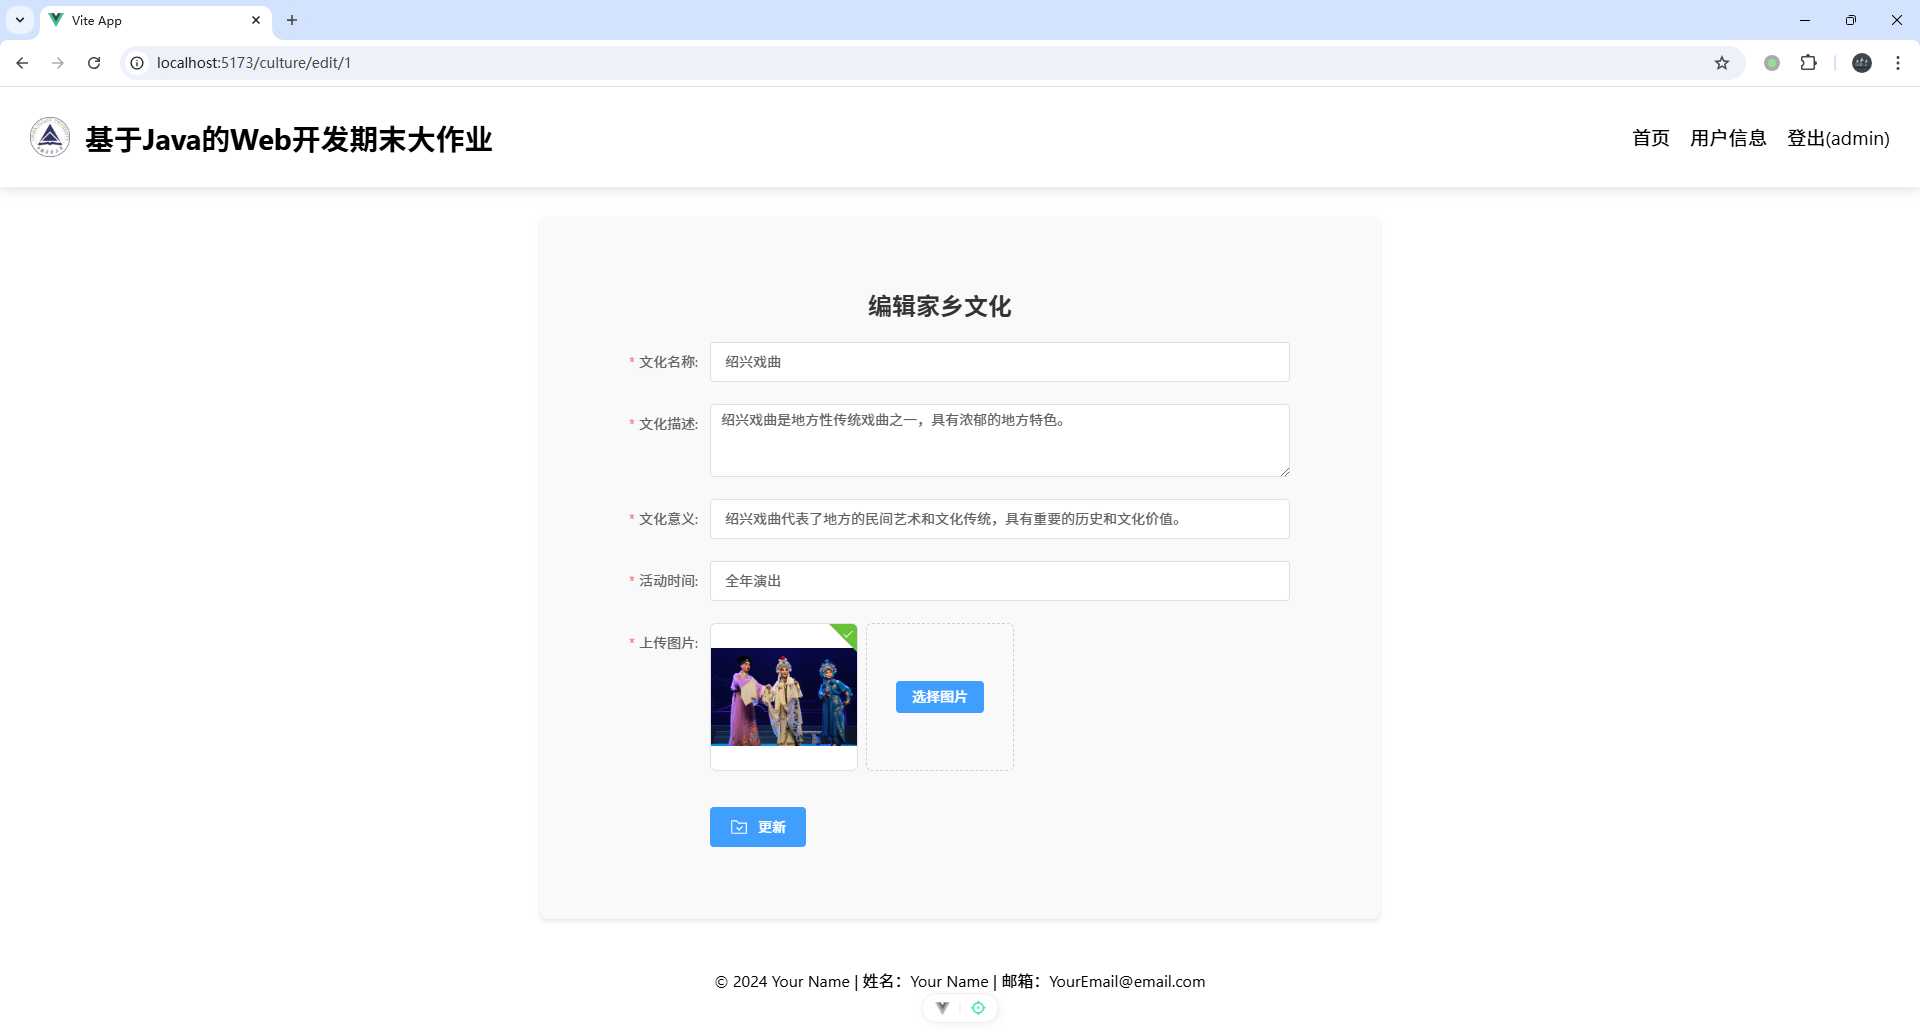 Vite App
localhost:5173/culture/edit/1
基于Java的Web开发期末大作业
首页 用户信息 登出(admin)
编辑家乡文化
* 文化名称: 绍兴戏曲
* 文化描述: 绍兴戏曲是地方性传统戏曲之一，具有浓郁的地方特色。
* 文化意义: 绍兴戏曲代表了地方的民间艺术和文化传统，具有重要的历史和文化价值。
* 活动时间: 全年演出
* 上传图片:
选择图片
更新
© 2024 Your Name | 姓名：Your Name | 邮箱：YourEmail@email.com